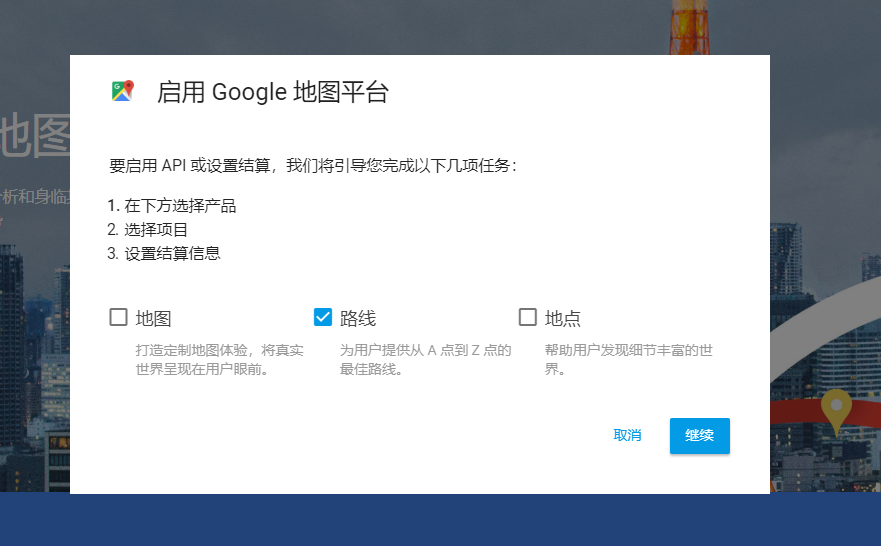 启用 Google 地图平台
地图
要启用 API 或设置结算，我们将引导您完成以下几项任务：
析和身临
1. 在下方选择产品
2. 选择项目
3. 设置结算信息
地图
路线
地点
打造定制地图体验，将真实
世界呈现在用户眼前。
为用户提供从 A 点到 Z 点的
最佳路线。
帮助用户发现细节丰富的世
界。
取消
继续